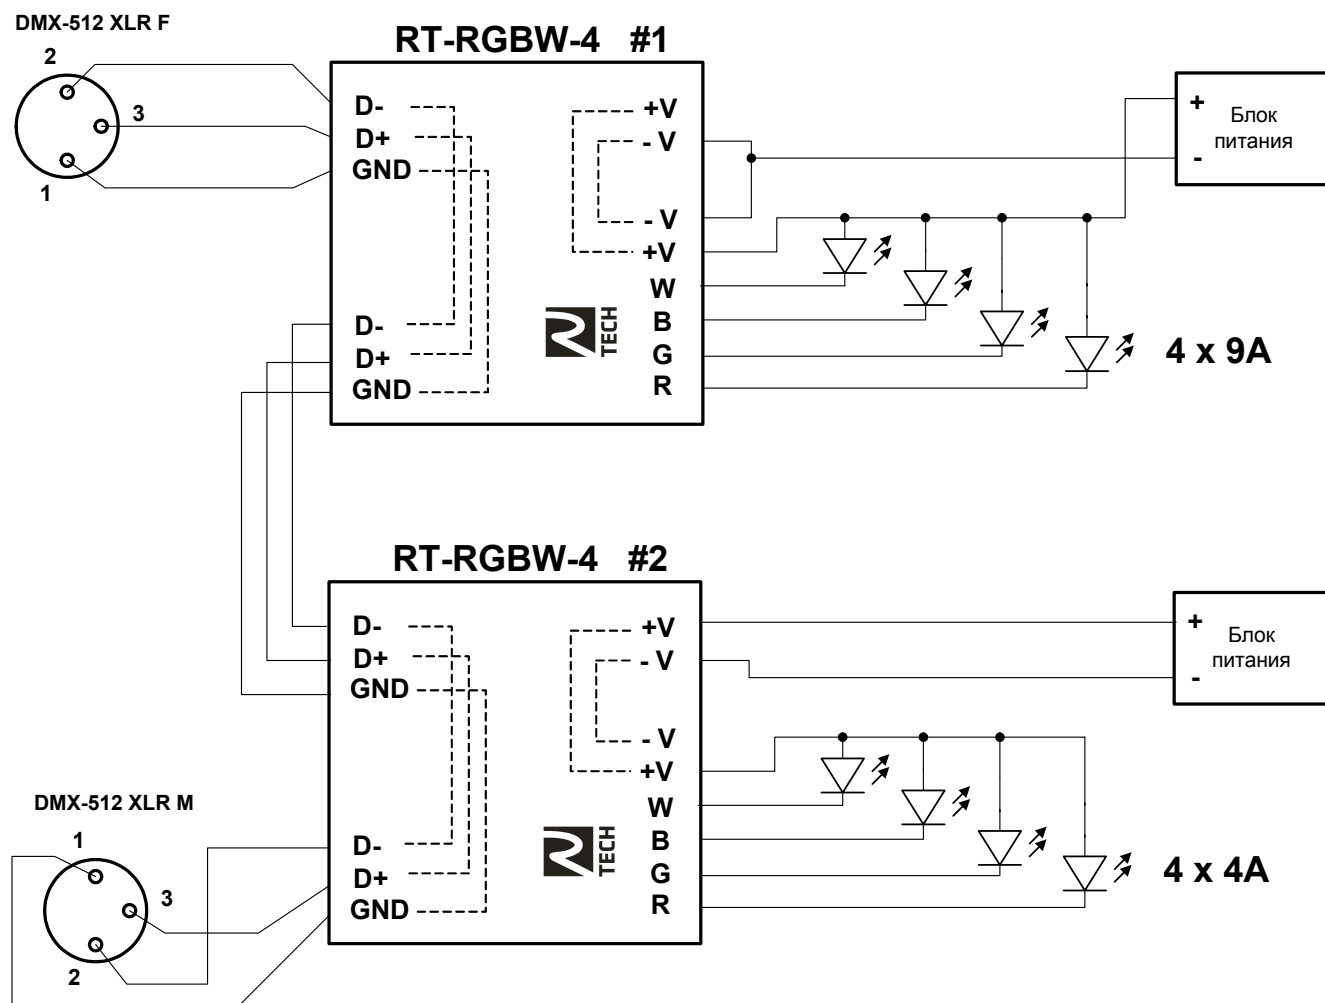 DMX-512 XLR F
2
3
1
RT-RGBW-4 #1
D-
D+
GND
D-
D+
GND
+V
- V
- V
+V
W
B
G
R
R TECH
+
-
Блок
питания
4 x 9A
RT-RGBW-4 #2
D-
D+
GND
D-
D+
GND
+V
- V
- V
+V
W
B
G
R
R TECH
+
-
Блок
питания
4 x 4A
DMX-512 XLR M
1
3
2